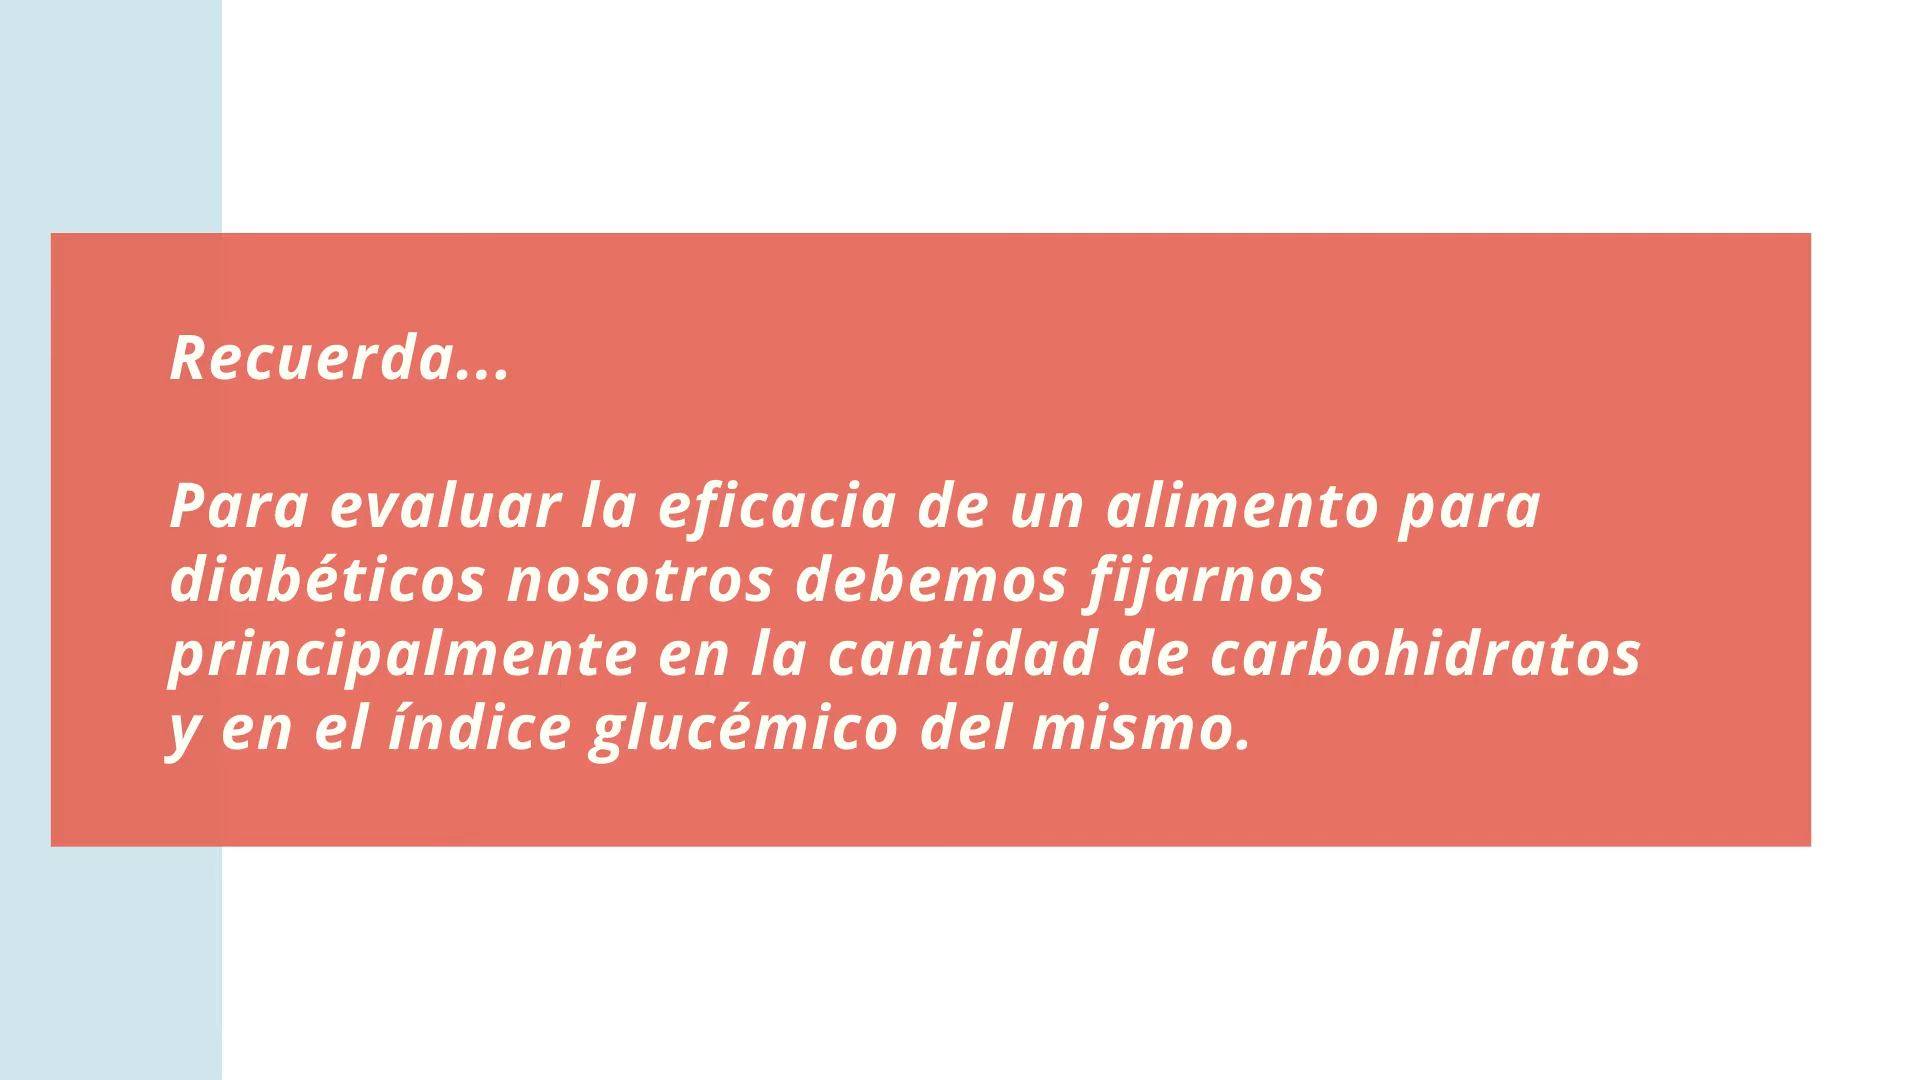 Recuerda...
Para evaluar la eficacia de un alimento para
diabéticos nosotros debemos fijarnos
principalmente en la cantidad de carbohidratos
y en el índice glucémico del mismo.